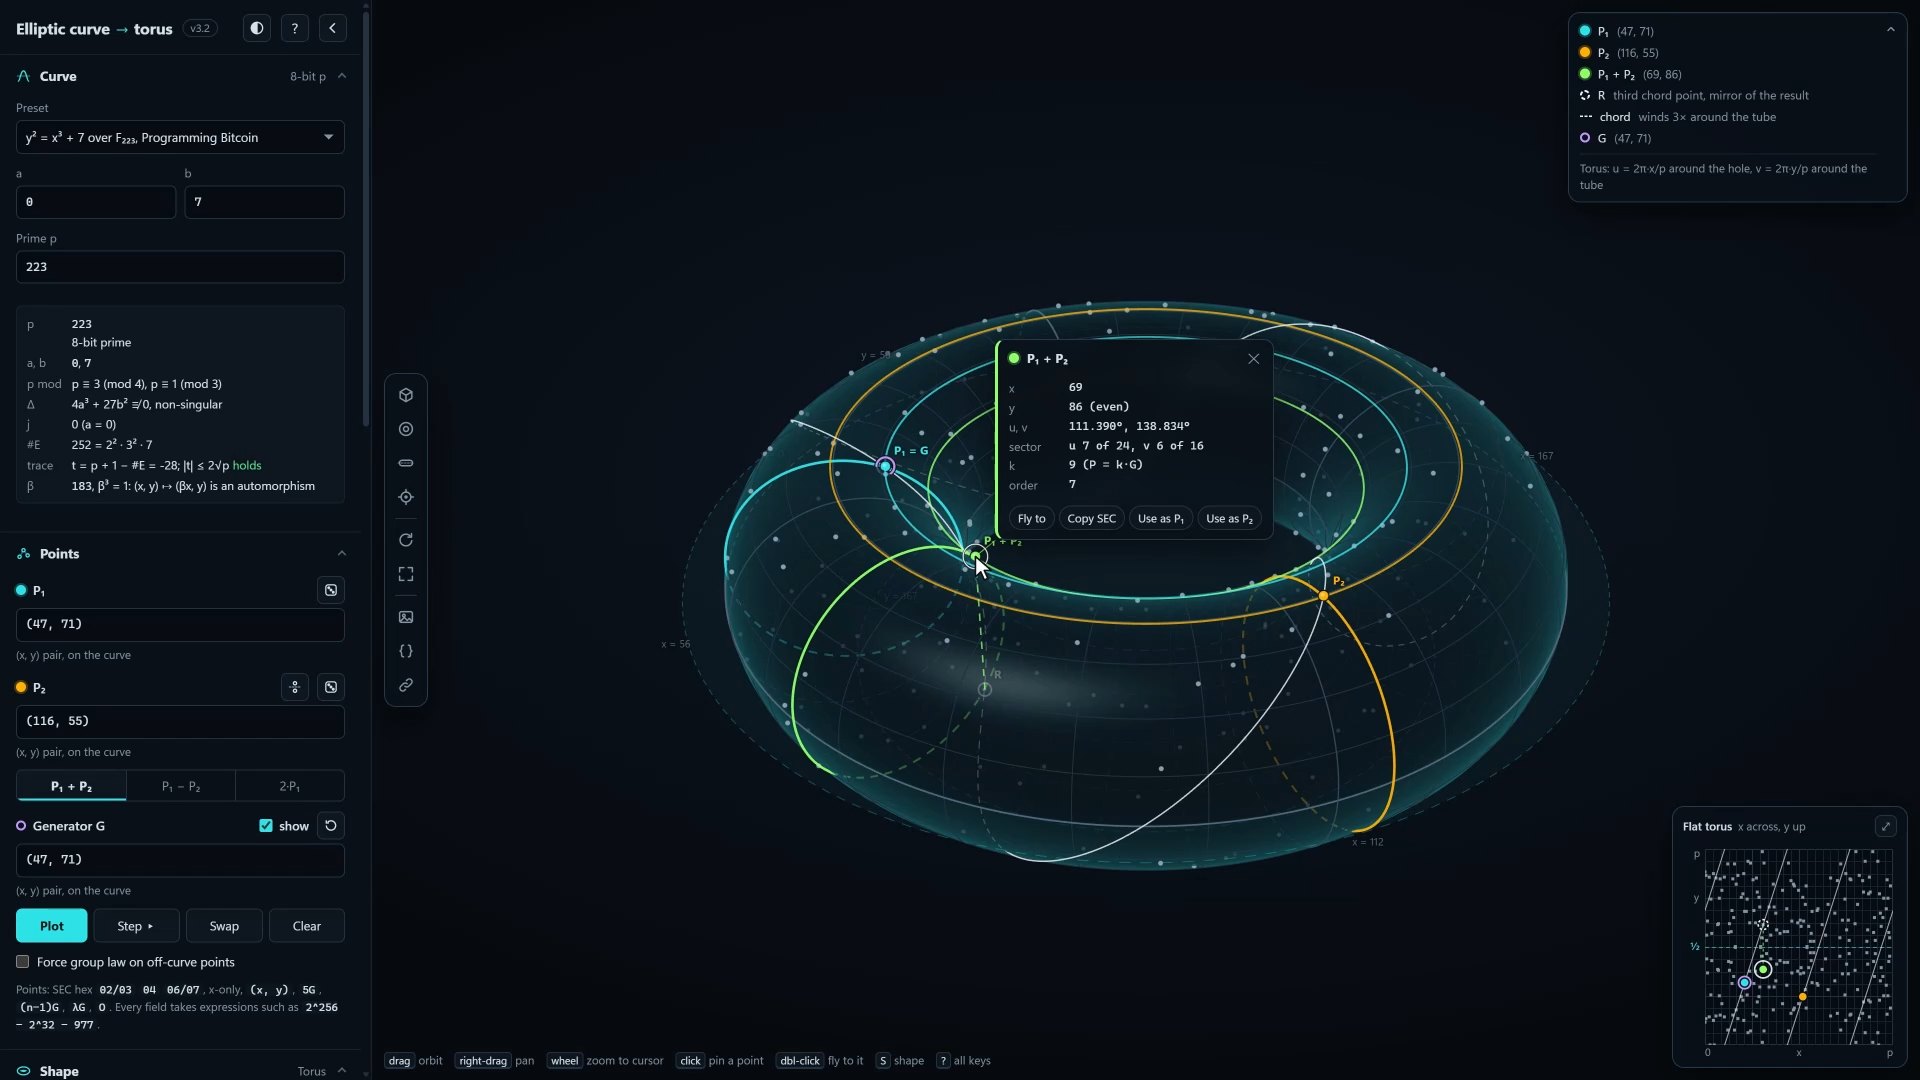 Elliptic curve → torus v3.2 ?
Curve 8-bit p
Preset
y² = x³ + 7 over F₂₂₃, Programming Bitcoin
a b
0 7
Prime p
223
p 223
8-bit prime
a, b 0, 7
p mod p ≡ 3 (mod 4), p ≡ 1 (mod 3)
Δ 4a³ + 27b² ≢ 0, non-singular
j 0 (a = 0)
#E 252 = 2² · 3² · 7
trace t = p + 1 − #E = -28; |t| ≤ 2√p holds
β 183, β³ = 1: (x, y) ↦ (βx, y) is an automorphism
Points
P₁
(47, 71)
(x, y) pair, on the curve
P₂
(116, 55)
(x, y) pair, on the curve
P₁ + P₂ P₁ − P₂ 2·P₁
Generator G show
(47, 71)
(x, y) pair, on the curve
Plot Step ▸ Swap Clear
Force group law on off-curve points
Points: SEC hex 02/03 04 06/07, x-only, (x, y), 5G,
(n−1)G, λG, O. Every field takes expressions such as 2^256
− 2^32 − 977.
Shape Torus
y = 167
x = 56
x = 167
x = 112
P₁ = G
P₁ + P₂
P₂
R
P₁ + P₂
x 69
y 86 (even)
u, v 111.390°, 138.834°
sector u 7 of 24, v 6 of 16
k 9 (P = k·G)
order 7
Fly to Copy SEC Use as P₁ Use as P₂
drag orbit right-drag pan wheel zoom to cursor click pin a point dbl-click fly to it S shape ? all keys
P₁ (47, 71)
P₂ (116, 55)
P₁ + P₂ (69, 86)
R third chord point, mirror of the result
chord winds 3× around the tube
G (47, 71)
Torus: u = 2π·x/p around the hole, v = 2π·y/p around the
tube
Flat torus x across, y up
p
y
½
0 x p